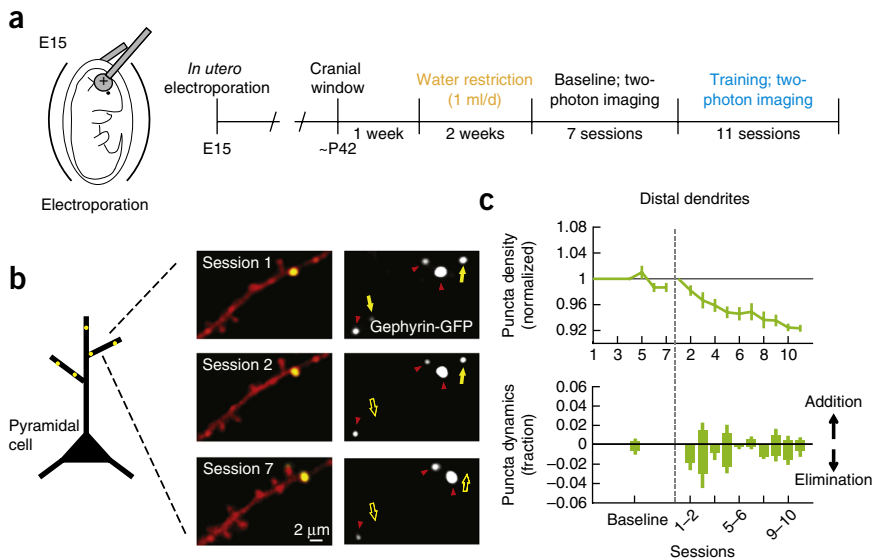 a
E15
Electroporation
In utero
electroporation
E15
Cranial
window
~P42
1 week
Water restriction
(1 ml/d)
2 weeks
Baseline; two-
photon imaging
7 sessions
Training; two-
photon imaging
11 sessions
b
Pyramidal
cell
Session 1
Gephyrin-GFP
Session 2
Session 7
2 μm
c
Distal dendrites
Puncta density
(normalized)
1.08
1.04
1
0.96
0.92
1 3 5 7 2 4 6 8 10
Puncta dynamics
(fraction)
0.06
0.04
0.02
0
−0.02
−0.04
−0.06
Addition
Elimination
Baseline
1–2
5–6
9–10
Sessions